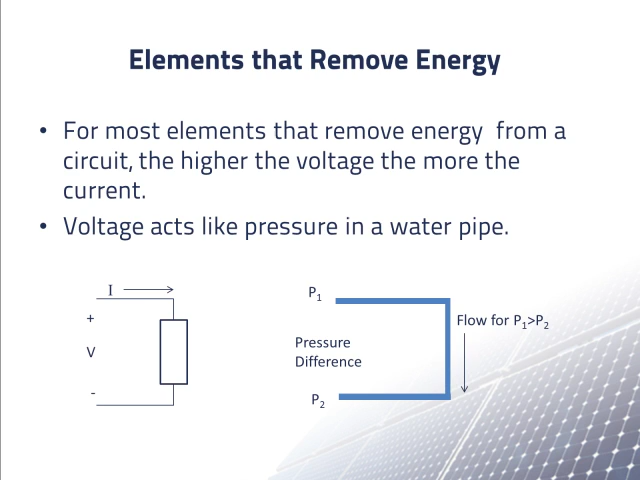 Elements that Remove Energy
• For most elements that remove energy  from a
circuit, the higher the voltage the more the
current.
• Voltage acts like pressure in a water pipe.
I
+
V
-
P1
Pressure
Difference
P2
Flow for P1>P2